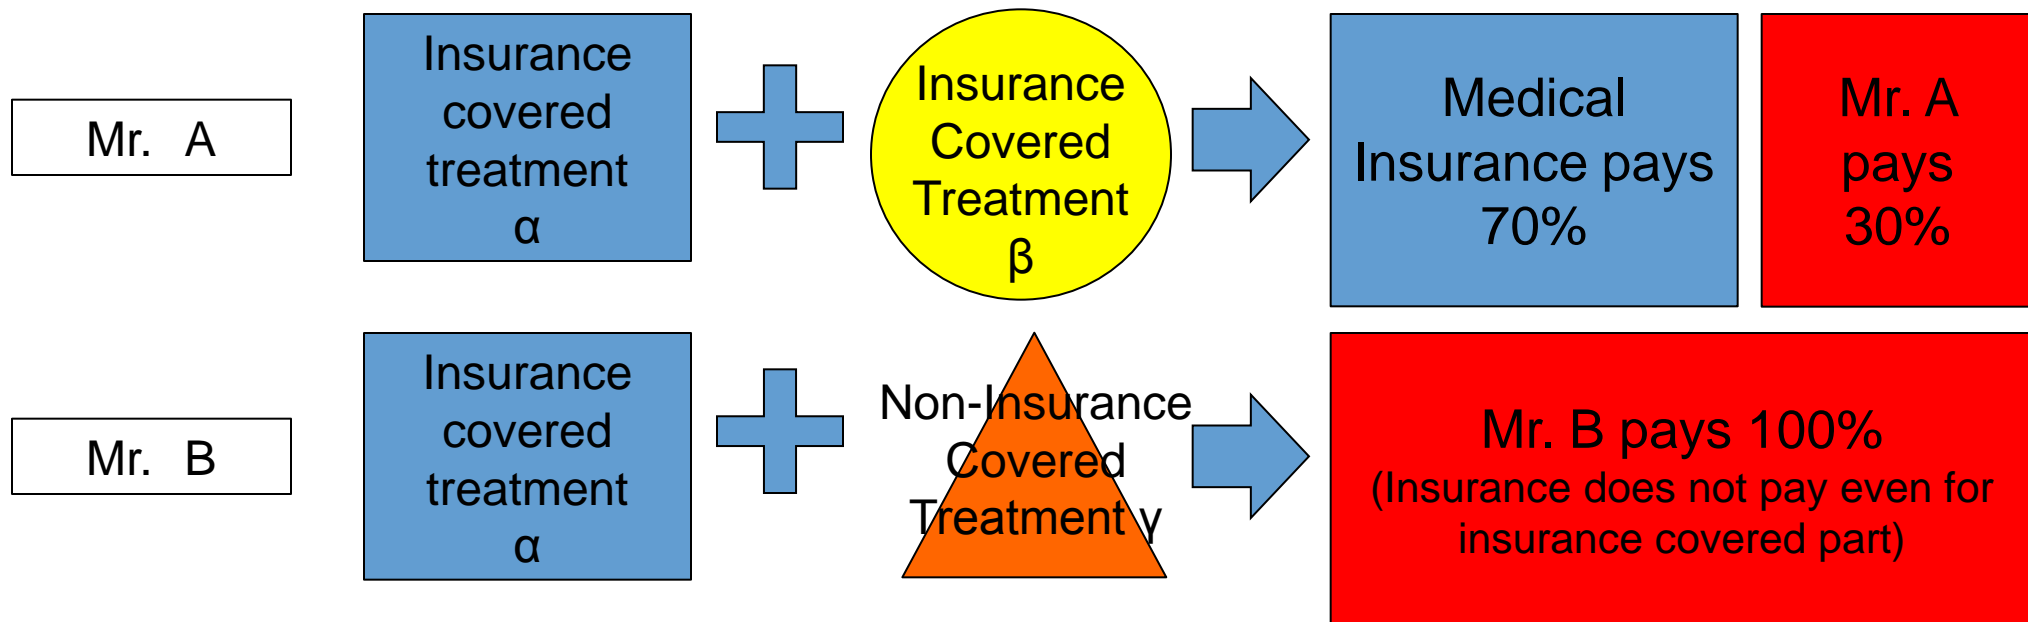 Mr. A
Insurance
covered
treatment
α
Insurance
Covered
Treatment
β
Medical
Insurance pays
70%
Mr. A
pays
30%
Mr. B
Insurance
covered
treatment
α
Non-Insurance
Covered
Treatment γ
Mr. B pays 100%
(Insurance does not pay even for
insurance covered part)